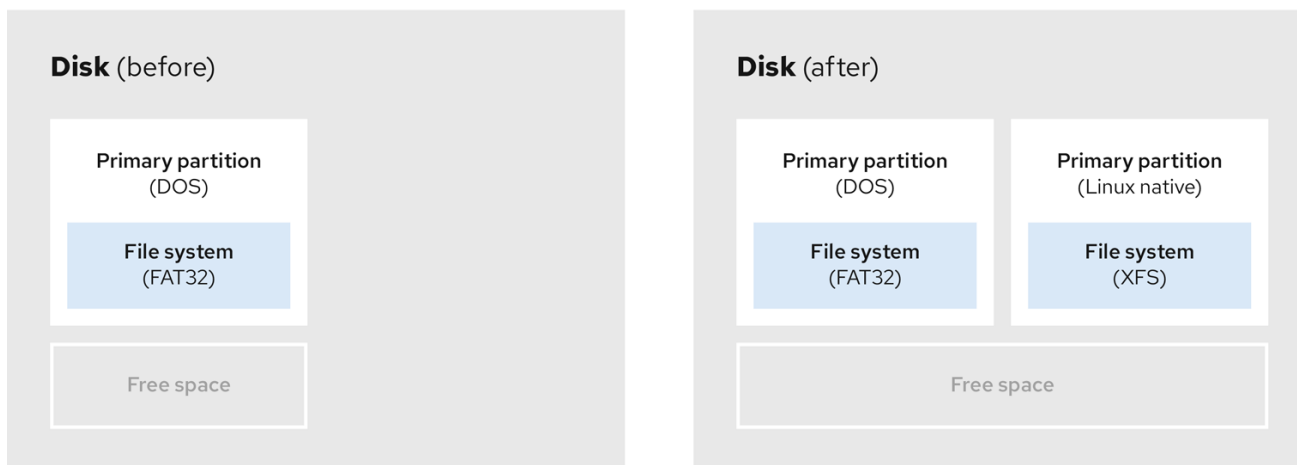 Disk (before)
Primary partition
(DOS)
File system
(FAT32)
Free space
Disk (after)
Primary partition
(DOS)
File system
(FAT32)
Primary partition
(Linux native)
File system
(XFS)
Free space